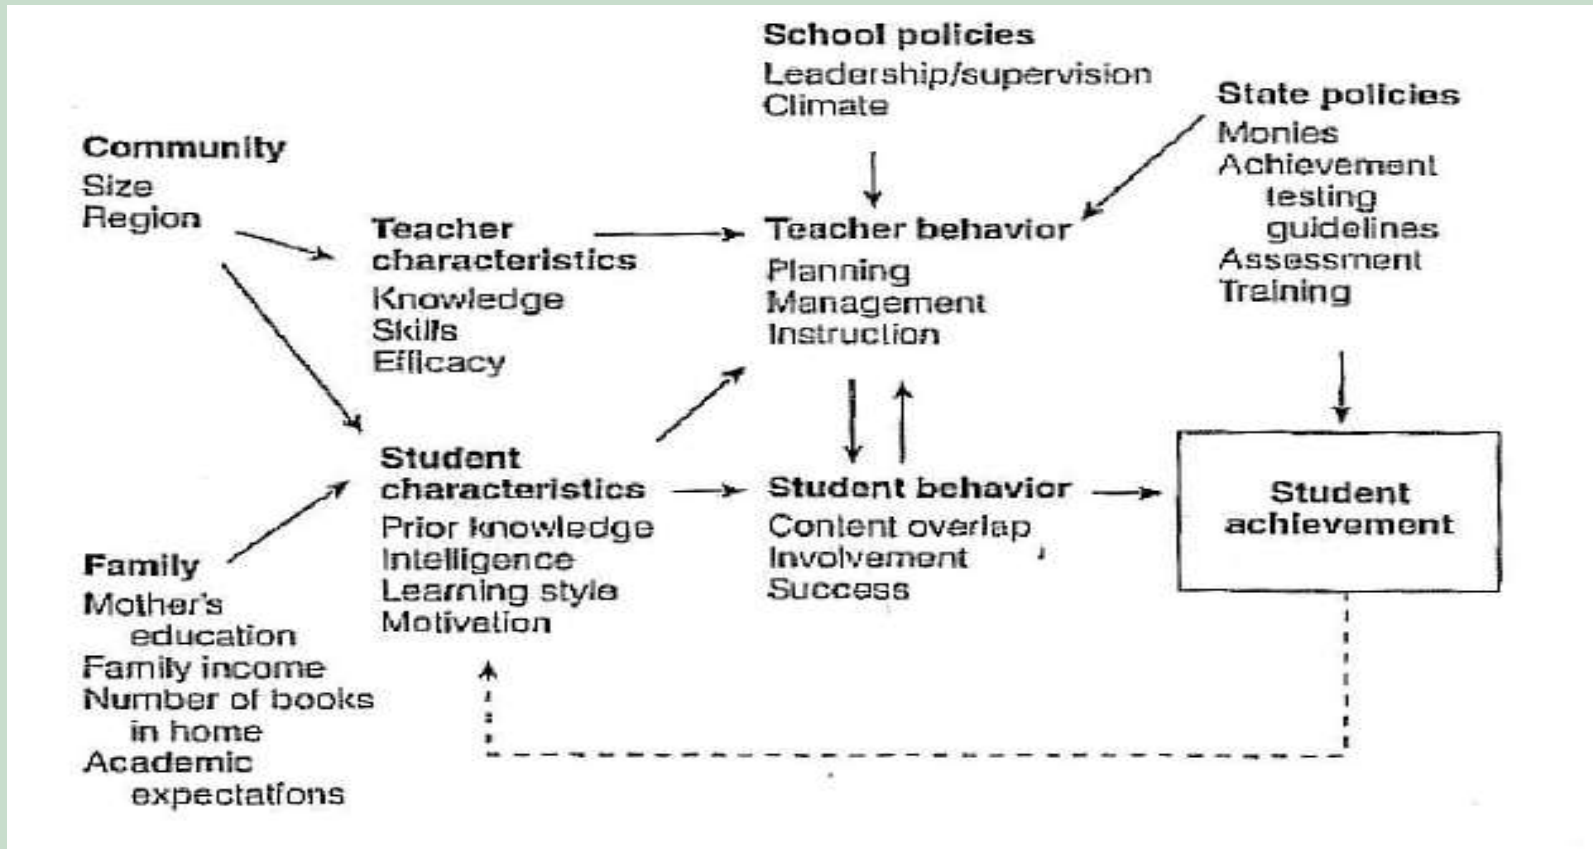 School policies
Leadership/supervision
Climate
State policies
Monies
Achievement
testing
guidelines
Assessment
Training
Community
Size
Region
Teacher
characteristics
Knowledge
Skills
Efficacy
Teacher behavior
Planning
Management
Instruction
Student
characteristics
Prior knowledge
Intelligence
Learning style
Motivation
Student behavior
Content overlap
Involvement
Success
Student
achievement
Family
Mother's
education
Family income
Number of books
in home
Academic
expectations